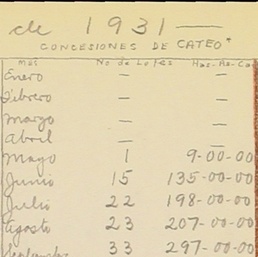 de 1931
CONCESIONES DE CATEO*
Mes No de Lotes Has-As-Ca
Enero — —
Febrero — —
Marzo — —
Abril — —
Mayo 1 9-00-00
Junio 15 135-00-00
Julio 22 198-00-00
Agosto 23 207-00-00
Septiembre 33 297-00-00